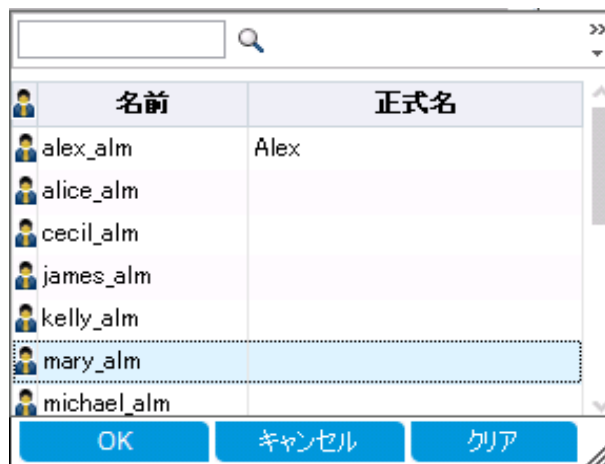 名前 正式名
alex_alm Alex
alice_alm
cecil_alm
james_alm
kelly_alm
mary_alm
michael_alm
OK キャンセル クリア